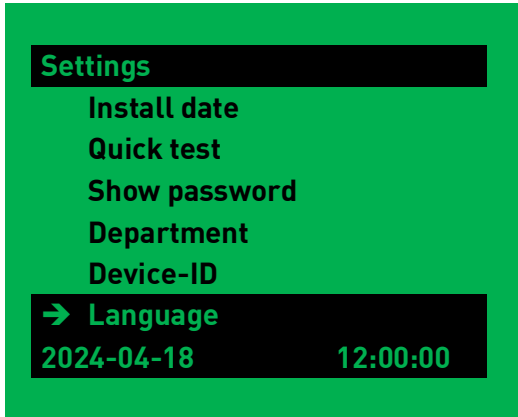 Settings
Install date
Quick test
Show password
Department
Device-ID
➔ Language
2024-04-18 12:00:00